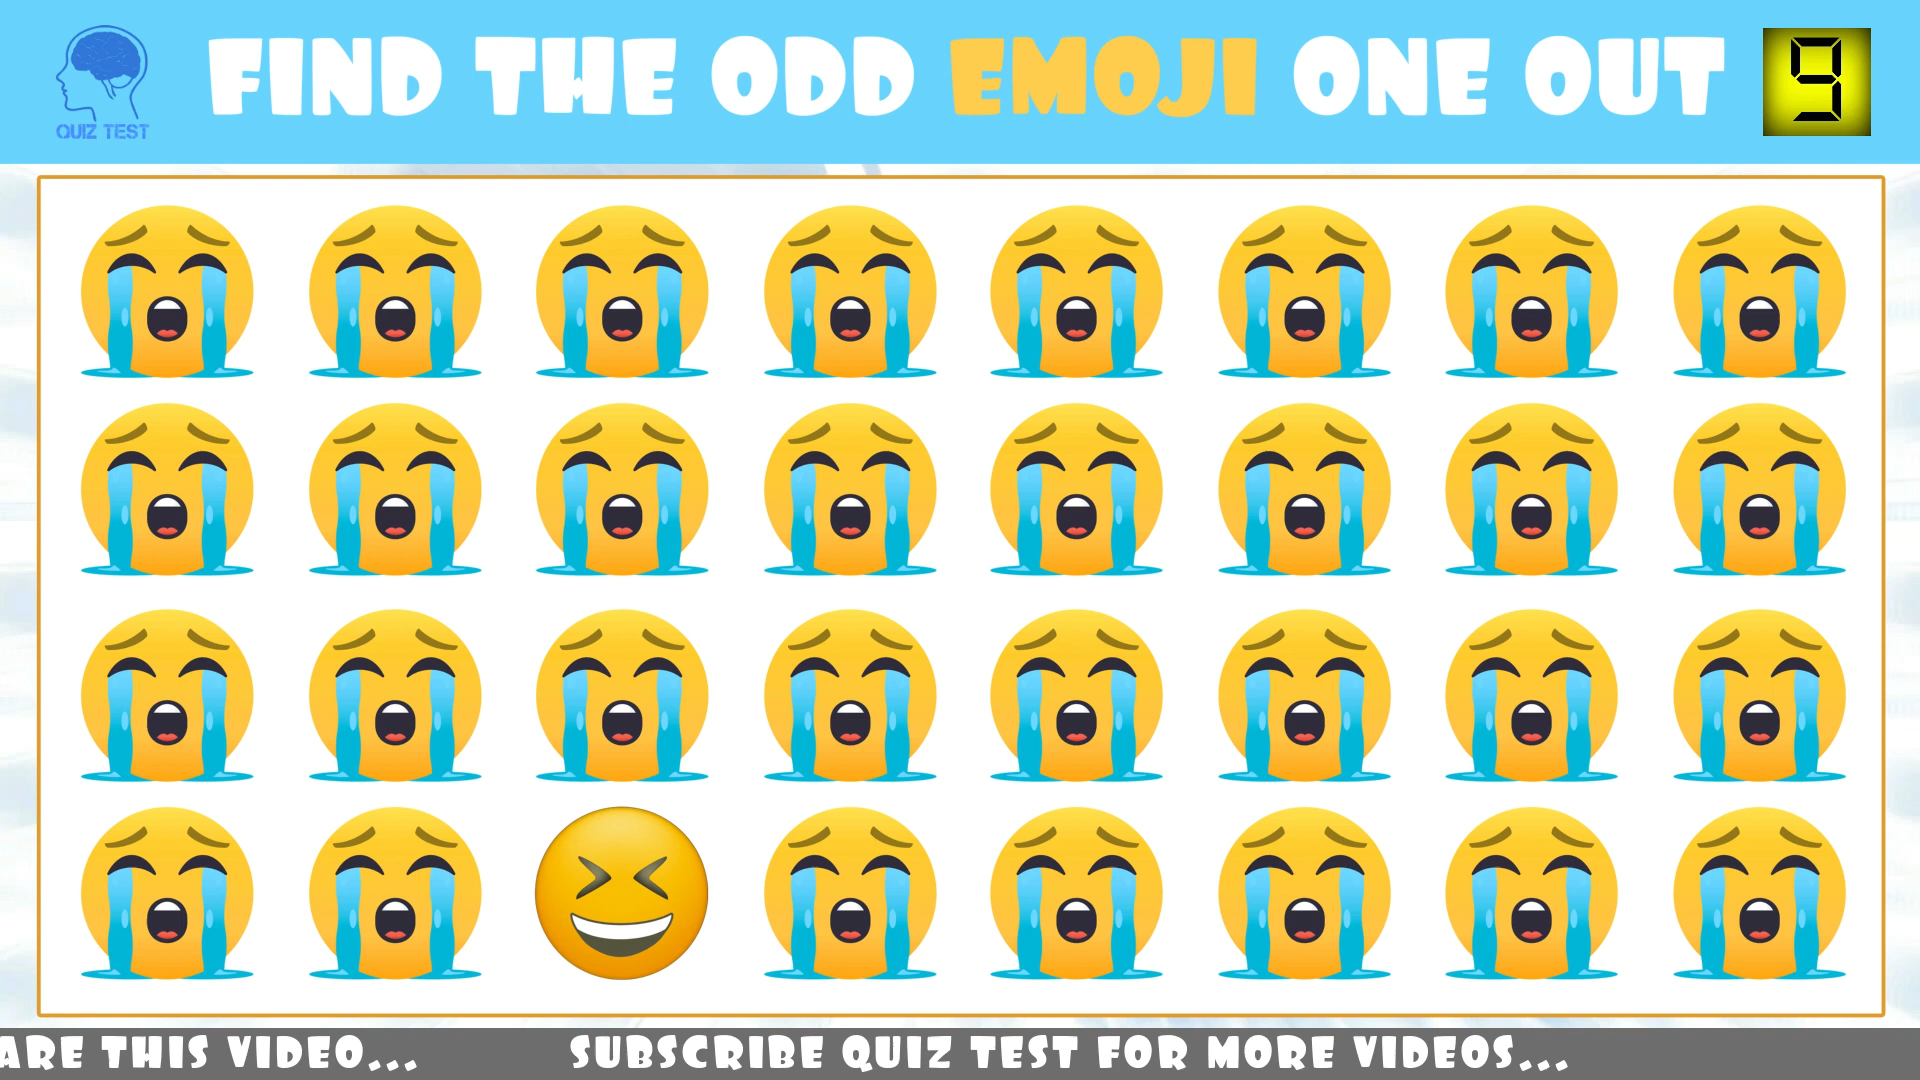 FIND THE ODD EMOJI ONE OUT
9
QUIZ TEST
ARE THIS VIDEO... SUBSCRIBE QUIZ TEST FOR MORE VIDEOS...